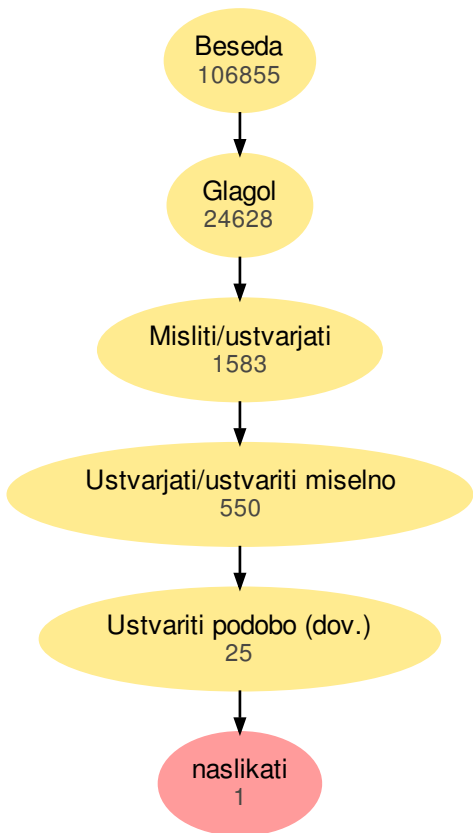 Beseda
106855
Glagol
24628
Misliti/ustvarjati
1583
Ustvarjati/ustvariti miselno
550
Ustvariti podobo (dov.)
25
naslikati
1